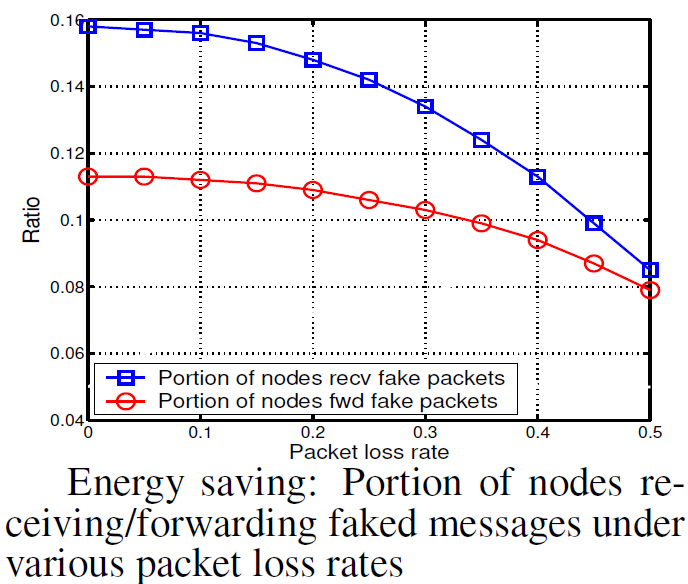 0.16
0.14
0.12
0.1
0.08
0.06
0.04
Ratio
Portion of nodes recv fake packets
Portion of nodes fwd fake packets
0 0.1 0.2 0.3 0.4 0.5
Packet loss rate
Energy saving: Portion of nodes re-
ceiving/forwarding faked messages under
various packet loss rates